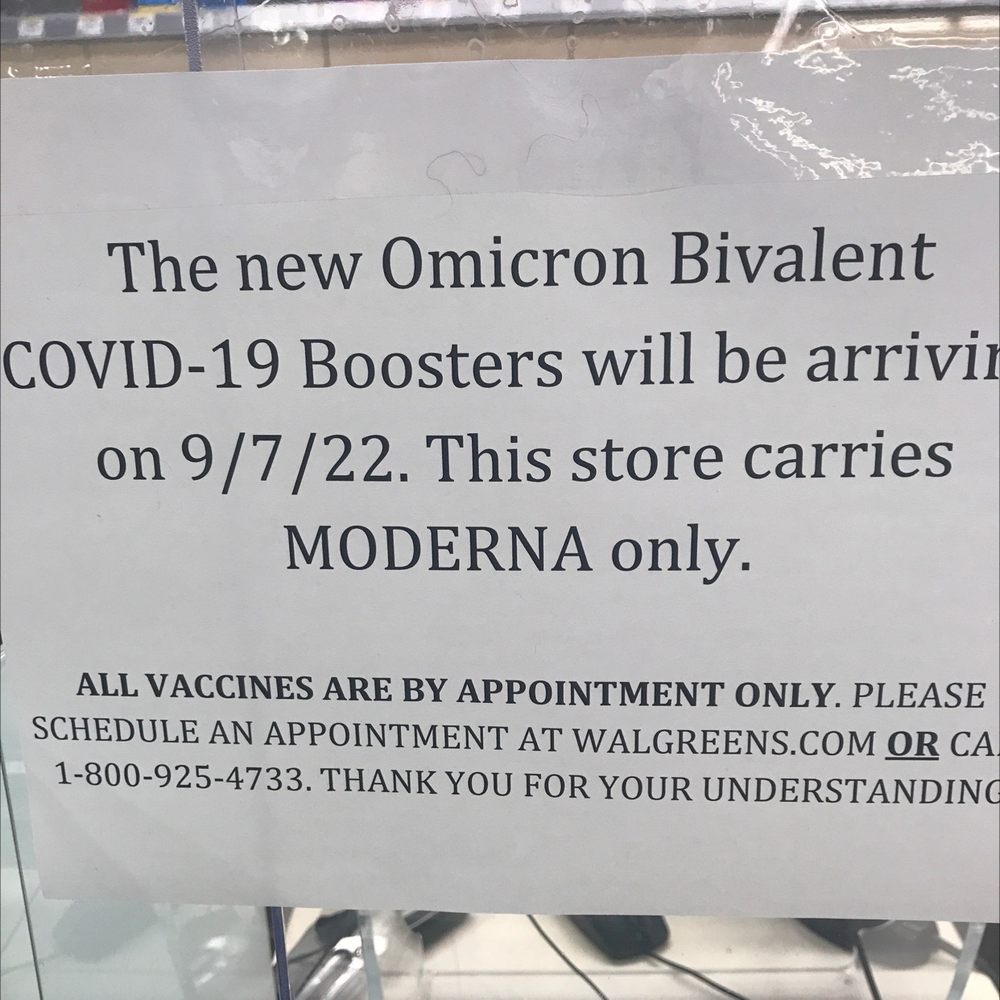 The new Omicron Bivalent
COVID-19 Boosters will be arrivin
on 9/7/22. This store carries
MODERNA only.
ALL VACCINES ARE BY APPOINTMENT ONLY. PLEASE
SCHEDULE AN APPOINTMENT AT WALGREENS.COM OR CA
1-800-925-4733. THANK YOU FOR YOUR UNDERSTANDING